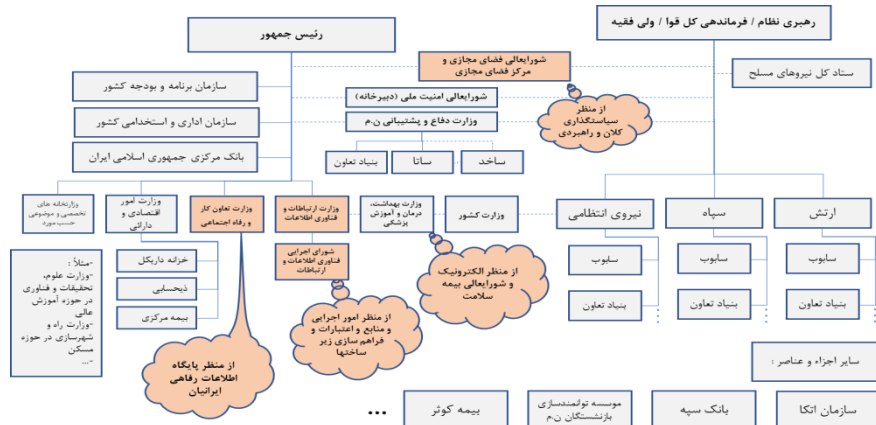 رهبری نظام / فرماندهی کل قوا / ولی فقیه
رئیس جمهور
شورایعالی فضای مجازی و
مرکز فضای مجازی
ستاد کل نیروهای مسلح
سازمان برنامه و بودجه کشور
شورایعالی امنیت ملی (دبیرخانه)
از منظر
سیاستگذاری
کلان و راهبردی
سازمان اداری و استخدامی کشور
وزارت دفاع و پشتیبانی ن.م
بانک مرکزی جمهوری اسلامی ایران
ساخد
ساتا
بنیاد تعاون
ارتش
سپاه
نیروی انتظامی
وزارت کشور
وزارت بهداشت،
درمان و آموزش
پزشکی
وزارت ارتباطات و
فناوری اطلاعات
وزارت تعاون کار
و رفاه اجتماعی
وزارت امور
اقتصادی و
دارائی
وزارتخانه های
تخصصی و موضوعی
حسب مورد
شورای اجرایی
فناوری اطلاعات و
ارتباطات
خزانه داریکل
ذیحسابی
بیمه مرکزی
-مثلاً :
-وزارت علوم،
تحقیقات و فناوری
در حوزه آموزش
عالی
-وزارت راه و
شهرسازی در حوزه
مسکن
-...
سایوب
سایوب
سایوب
بنیاد تعاون
بنیاد تعاون
بنیاد تعاون
از منظر الکترونیک
و شورایعالی بیمه
سلامت
از منظر امور اجرایی
و منابع و اعتبارات و
فراهم سازی زیر
ساختها
از منظر پایگاه
اطلاعات رفاهی
ایرانیان
سایر اجزاء و عناصر :
سازمان اتکا
بانک سپه
موسسه توانمندسازی
بازنشستگان ن.م
بیمه کوثر
...